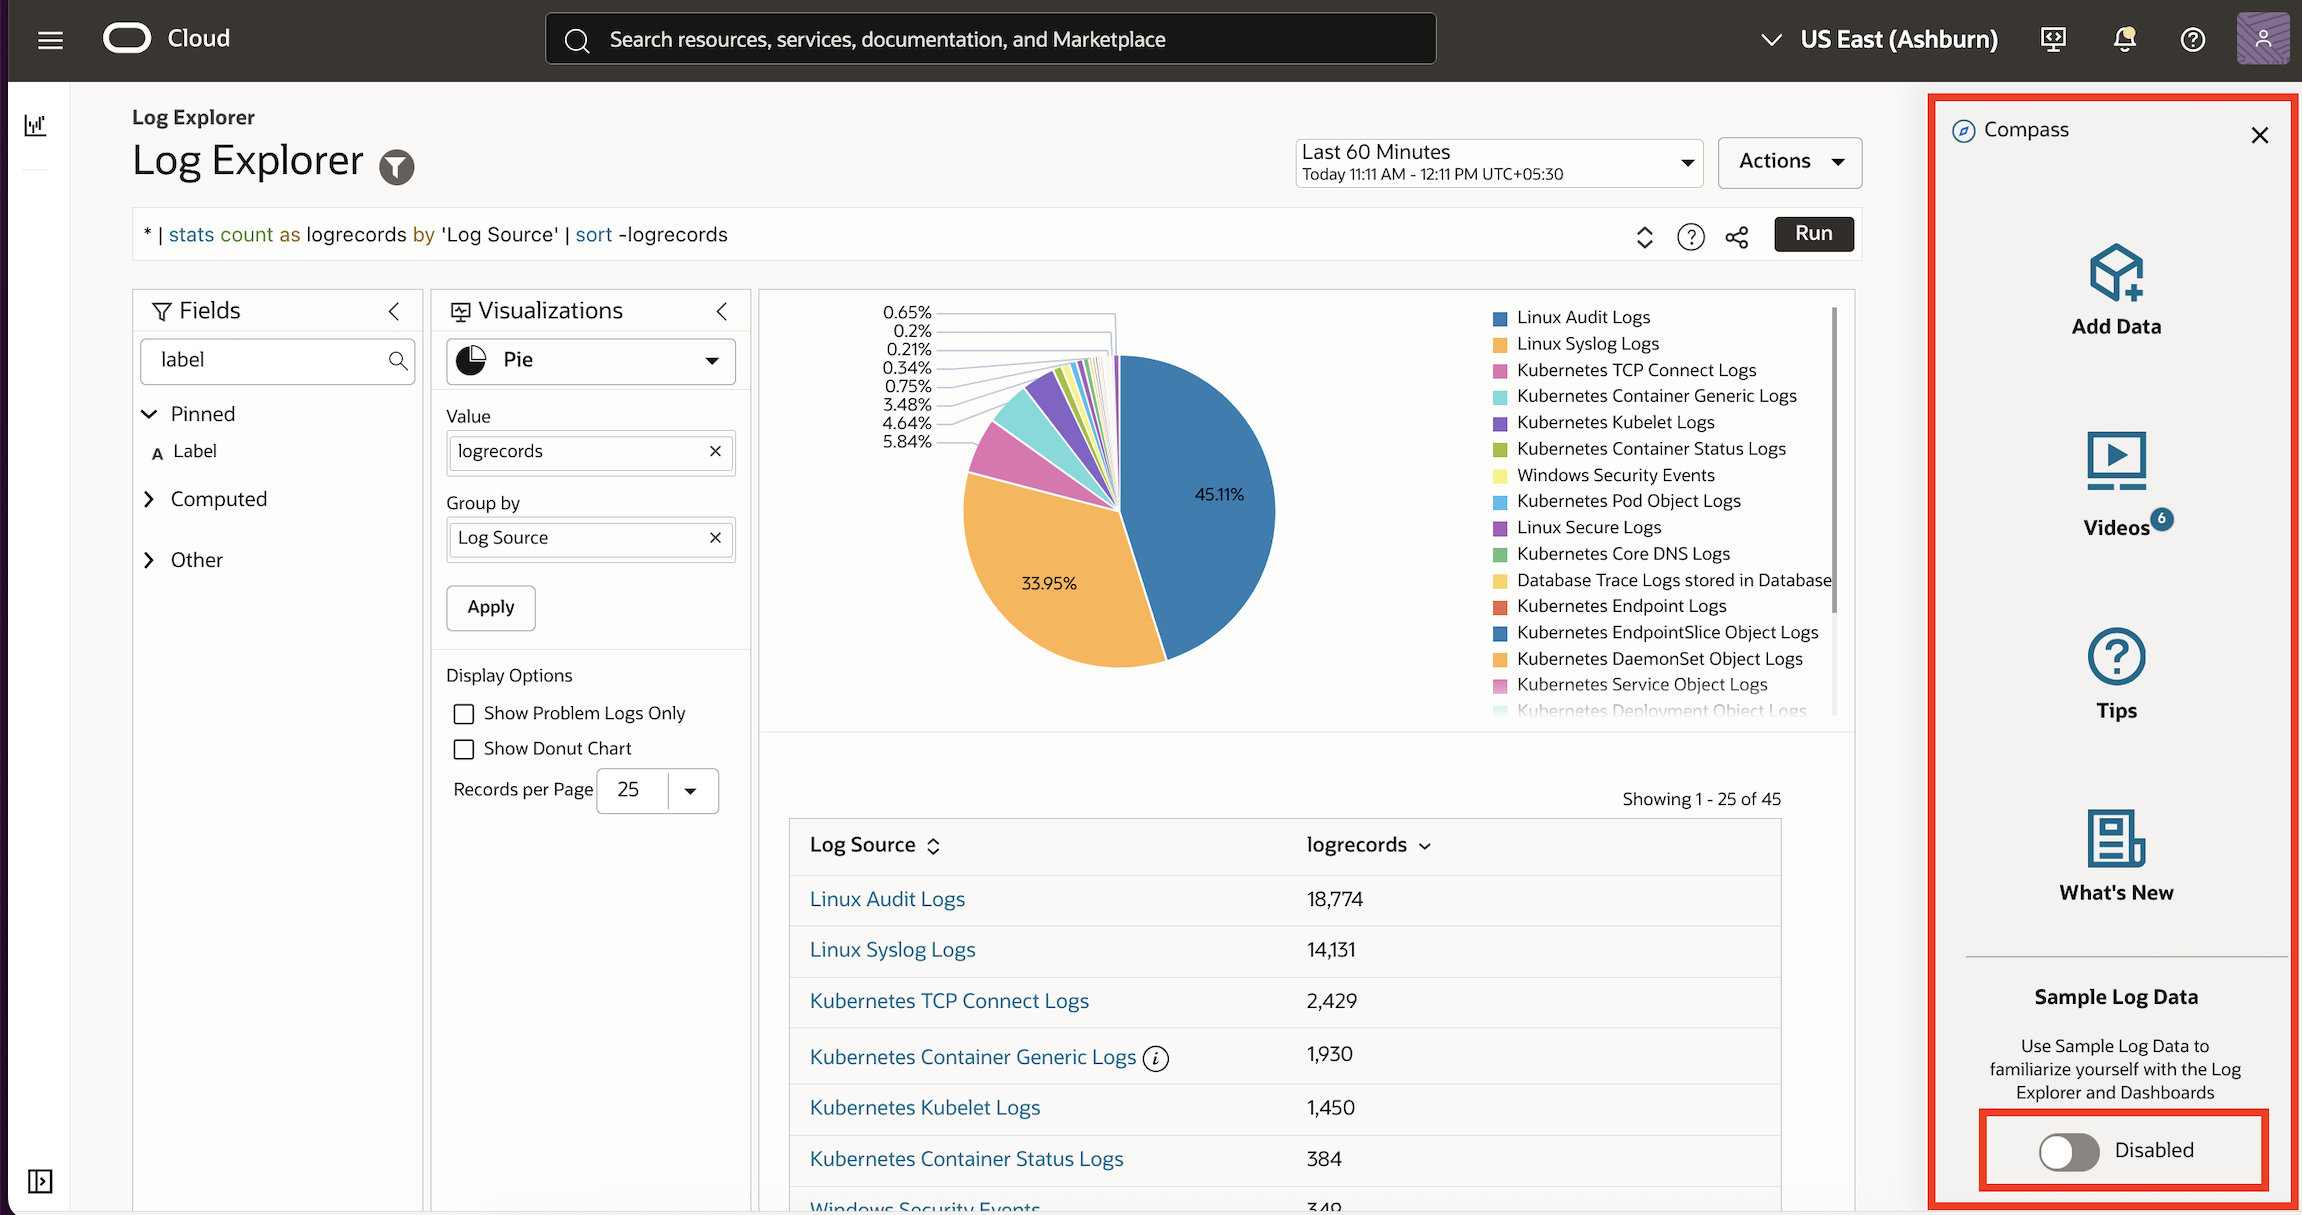 Cloud
Search resources, services, documentation, and Marketplace
US East (Ashburn)
Log Explorer
Log Explorer
Last 60 Minutes
Today 11:11 AM - 12:11 PM UTC+05:30
Actions
* | stats count as logrecords by 'Log Source' | sort -logrecords
Run
Fields
label
Pinned
A Label
Computed
Other
Visualizations
Pie
Value
logrecords
Group by
Log Source
Apply
Display Options
Show Problem Logs Only
Show Donut Chart
Records per Page 25
0.65%
0.2%
0.21%
0.34%
0.75%
3.48%
4.64%
5.84%
45.11%
33.95%
Linux Audit Logs
Linux Syslog Logs
Kubernetes TCP Connect Logs
Kubernetes Container Generic Logs
Kubernetes Kubelet Logs
Kubernetes Container Status Logs
Windows Security Events
Kubernetes Pod Object Logs
Linux Secure Logs
Kubernetes Core DNS Logs
Database Trace Logs stored in Database
Kubernetes Endpoint Logs
Kubernetes EndpointSlice Object Logs
Kubernetes DaemonSet Object Logs
Kubernetes Service Object Logs
Kubernetes Deployment Object Logs
Showing 1 - 25 of 45
Log Source logrecords
Linux Audit Logs 18,774
Linux Syslog Logs 14,131
Kubernetes TCP Connect Logs 2,429
Kubernetes Container Generic Logs 1,930
Kubernetes Kubelet Logs 1,450
Kubernetes Container Status Logs 384
Windows Security Events 349
Compass
Add Data
Videos 6
Tips
What's New
Sample Log Data
Use Sample Log Data to
familiarize yourself with the Log
Explorer and Dashboards
Disabled